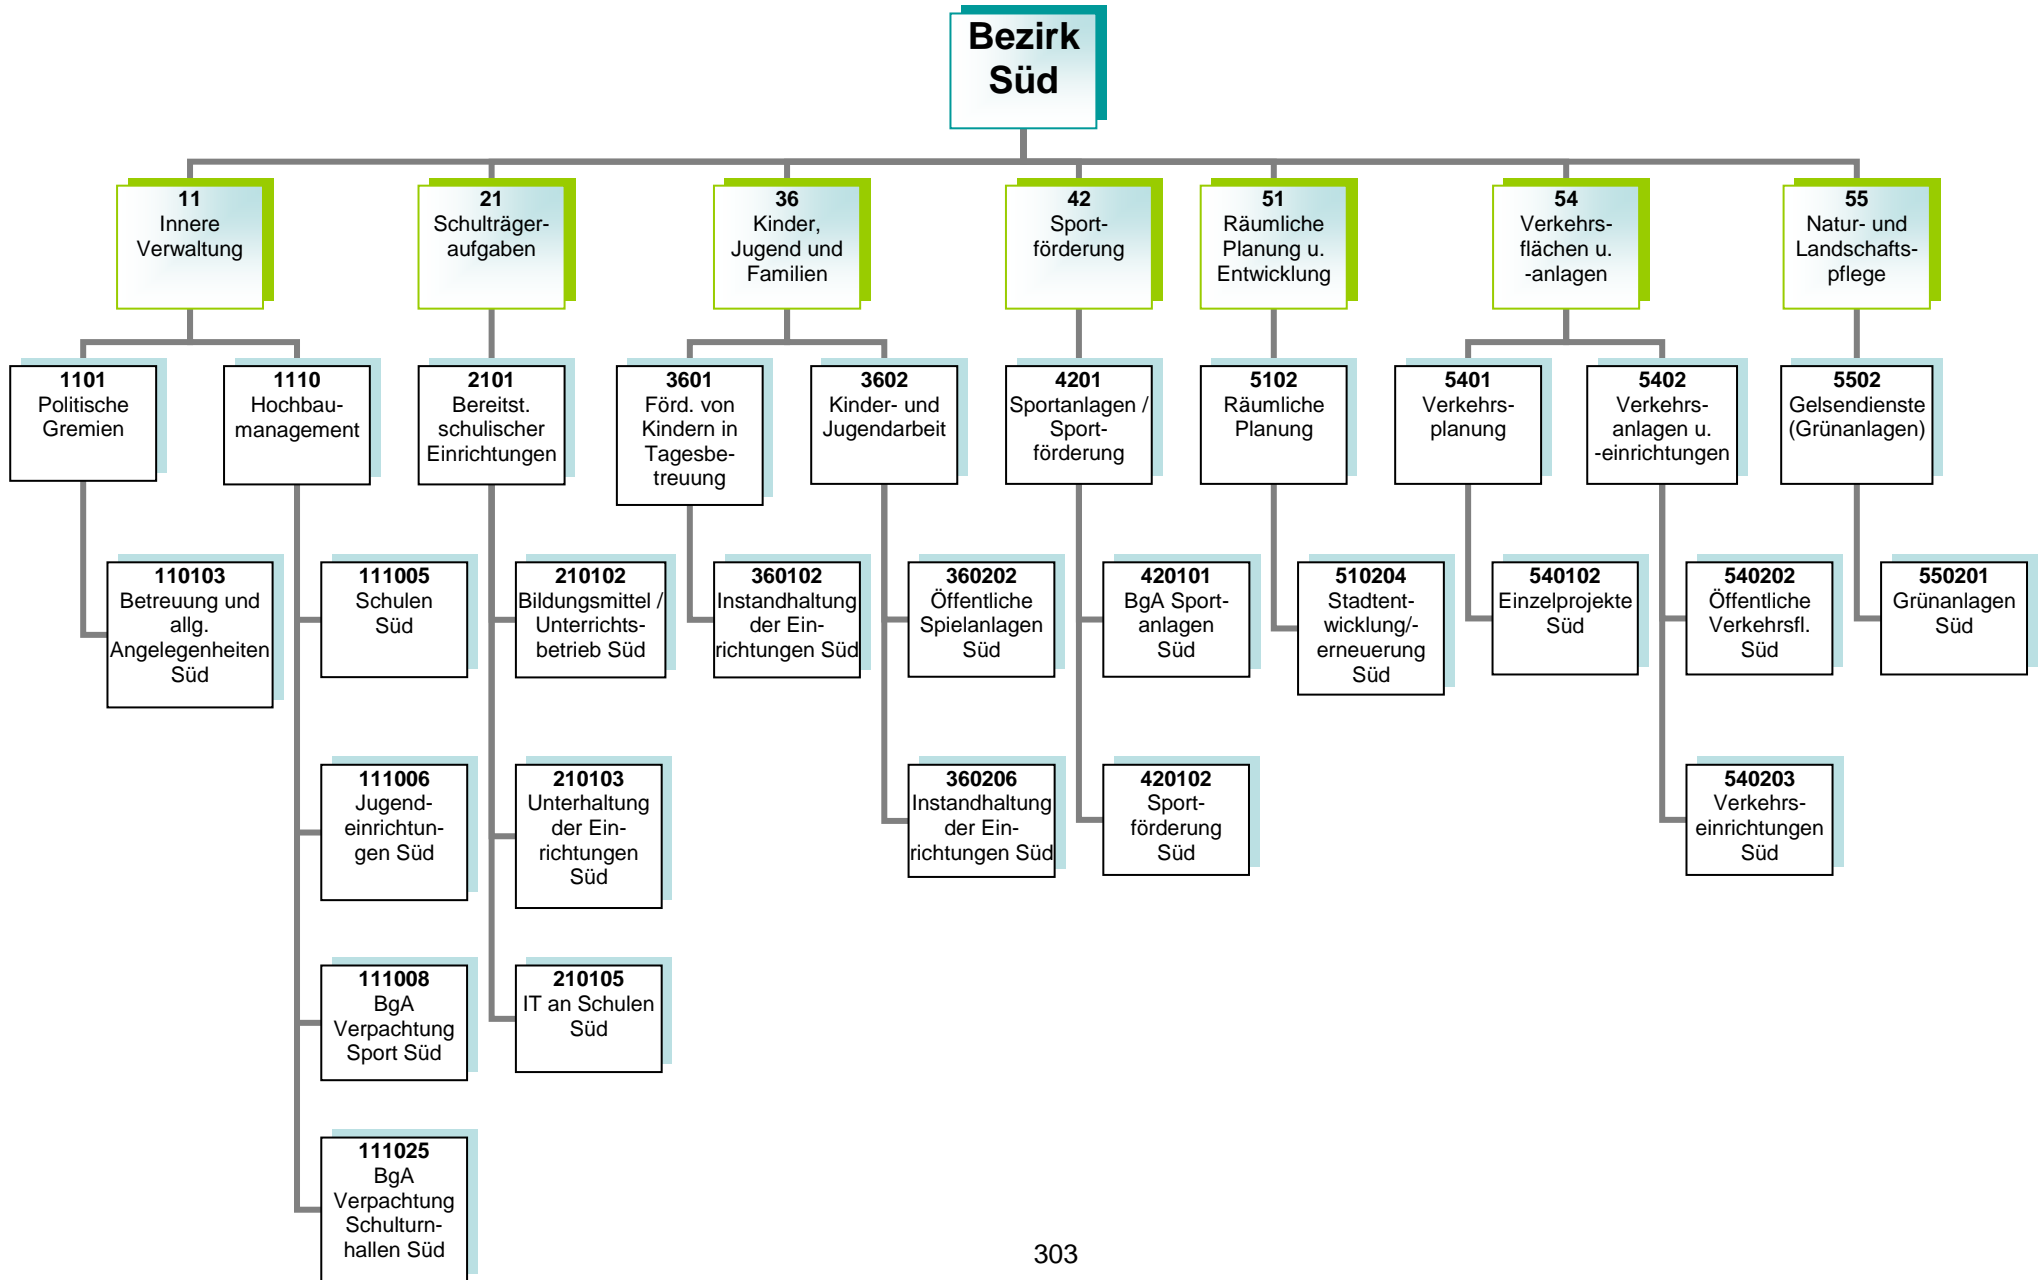 Bezirk
Süd
11
Innere
Verwaltung
21
Schulträger-
aufgaben
36
Kinder,
Jugend und
Familien
42
Sport-
förderung
51
Räumliche
Planung u.
Entwicklung
54
Verkehrs-
flächen u.
-anlagen
55
Natur- und
Landschafts-
pflege
1101
Politische
Gremien
1110
Hochbau-
management
2101
Bereitst.
schulischer
Einrichtungen
3601
Förd. von
Kindern in
Tagesbe-
treuung
3602
Kinder- und
Jugendarbeit
4201
Sportanlagen /
Sport-
förderung
5102
Räumliche
Planung
5401
Verkehrs-
planung
5402
Verkehrs-
anlagen u.
-einrichtungen
5502
Gelsendienste
(Grünanlagen)
110103
Betreuung und
allg.
Angelegenheiten
Süd
111005
Schulen
Süd
210102
Bildungsmittel /
Unterrichts-
betrieb Süd
360102
Instandhaltung
der Ein-
richtungen Süd
360202
Öffentliche
Spielanlagen
Süd
420101
BgA Sport-
anlagen
Süd
510204
Stadtent-
wicklung/-
erneuerung
Süd
540102
Einzelprojekte
Süd
540202
Öffentliche
Verkehrsfl.
Süd
550201
Grünanlagen
Süd
111006
Jugend-
einrichtun-
gen Süd
210103
Unterhaltung
der Ein-
richtungen
Süd
360206
Instandhaltung
der Ein-
richtungen Süd
420102
Sport-
förderung
Süd
540203
Verkehrs-
einrichtungen
Süd
111008
BgA
Verpachtung
Sport Süd
210105
IT an Schulen
Süd
111025
BgA
Verpachtung
Schulturn-
hallen Süd
303